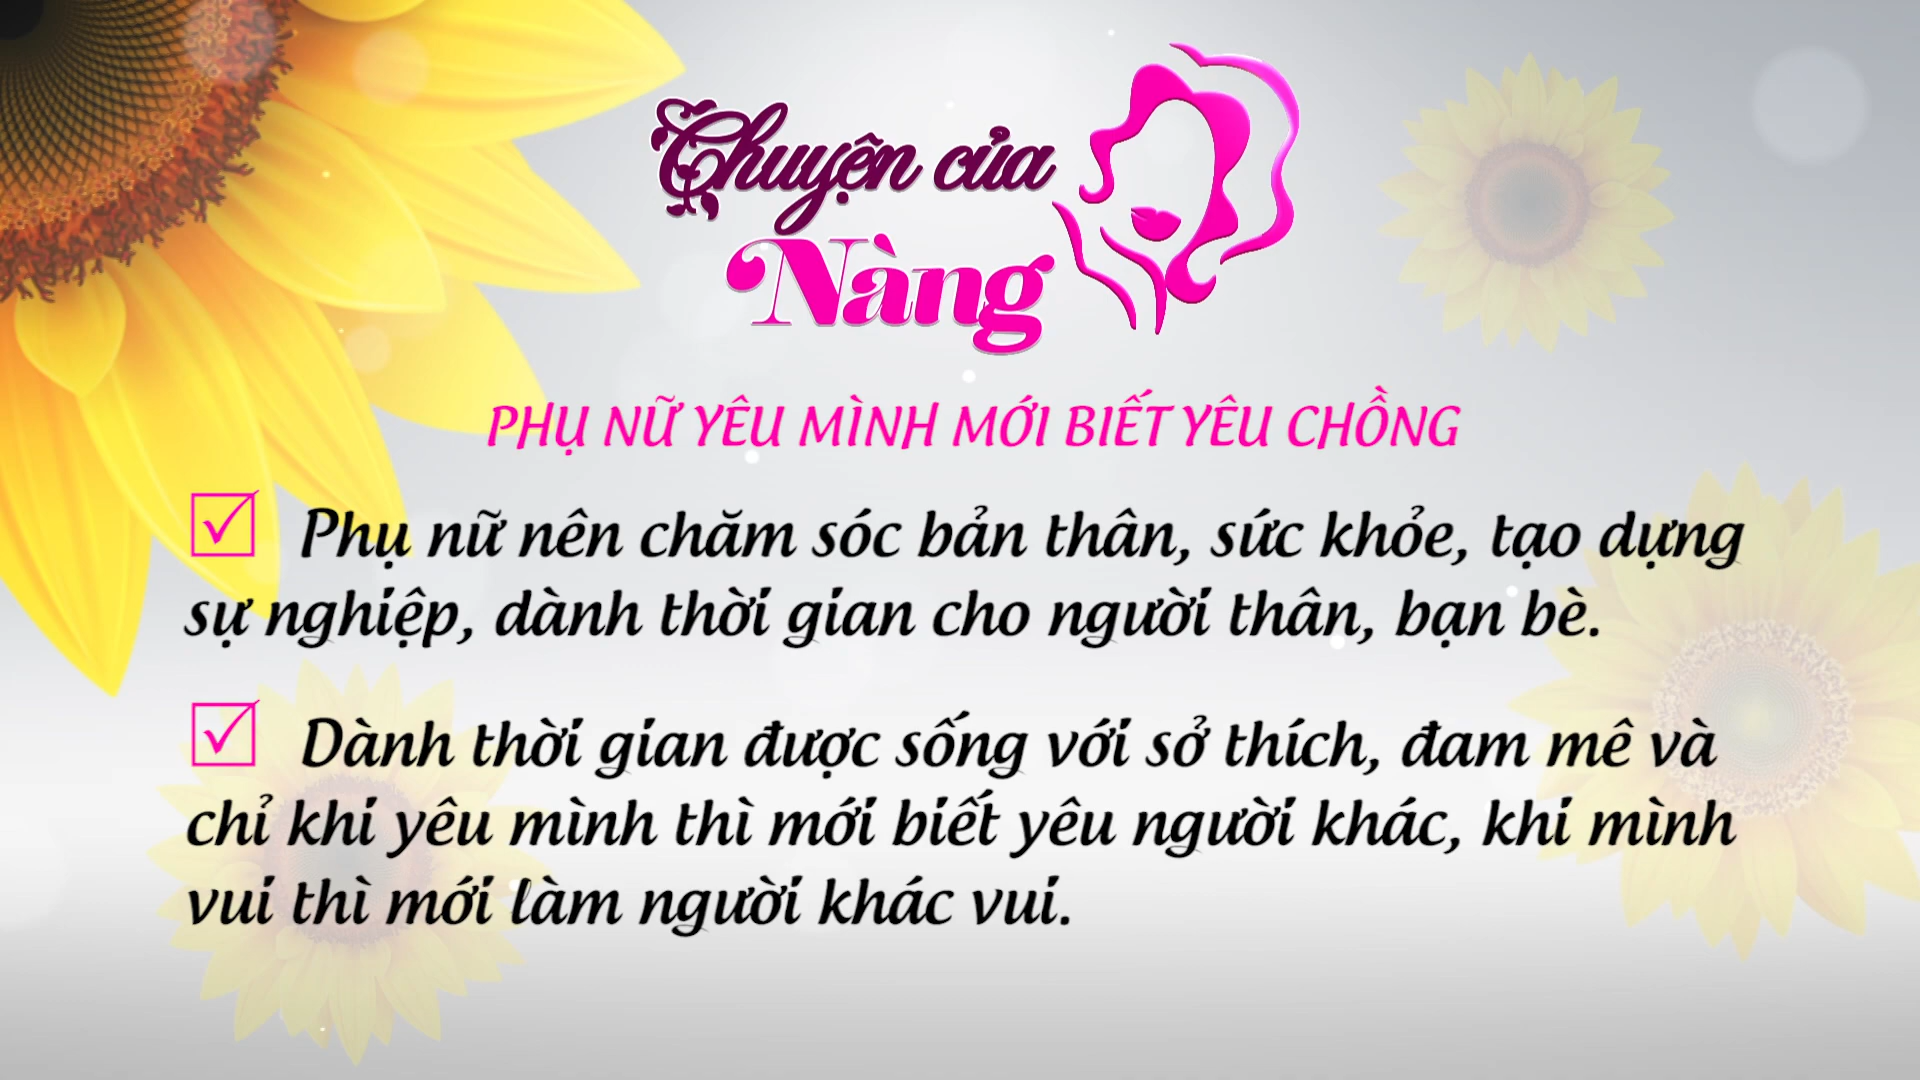 Chuyện của
Nàng
PHỤ NỮ YÊU MÌNH MỚI BIẾT YÊU CHỒNG
Phụ nữ nên chăm sóc bản thân, sức khỏe, tạo dựng
sự nghiệp, dành thời gian cho người thân, bạn bè.
Dành thời gian được sống với sở thích, đam mê và
chỉ khi yêu mình thì mới biết yêu người khác, khi mình
vui thì mới làm người khác vui.